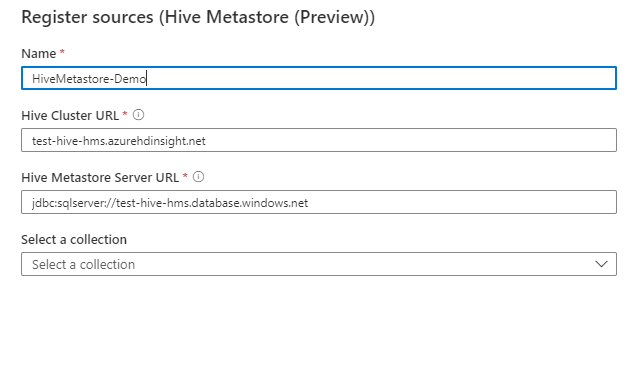 Register sources (Hive Metastore (Preview))
Name *
HiveMetastore-Demo
Hive Cluster URL *
test-hive-hms.azurehdinsight.net
Hive Metastore Server URL *
jdbc:sqlserver://test-hive-hms.database.windows.net
Select a collection
Select a collection